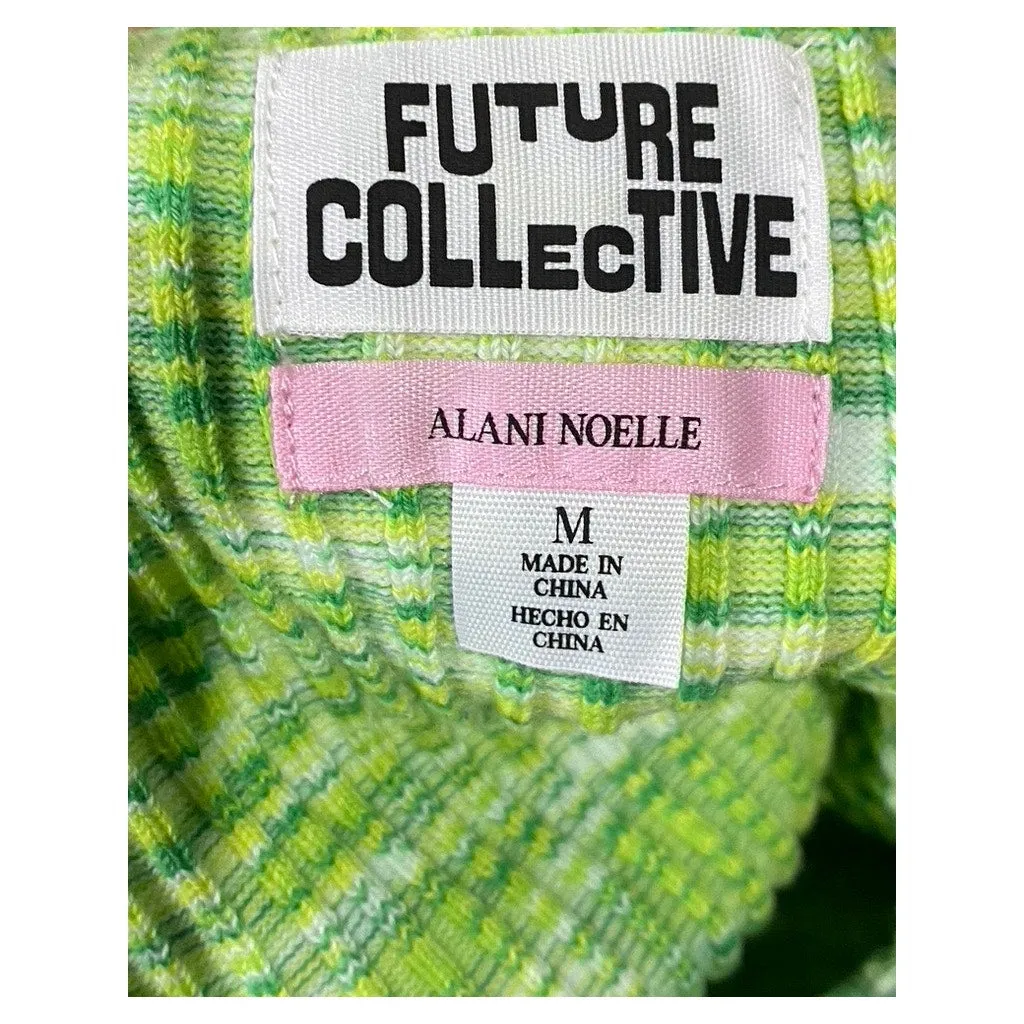 FUTURE
COLLECTIVE
ALANI NOELLE
M
MADE IN
CHINA
HECHO EN
CHINA